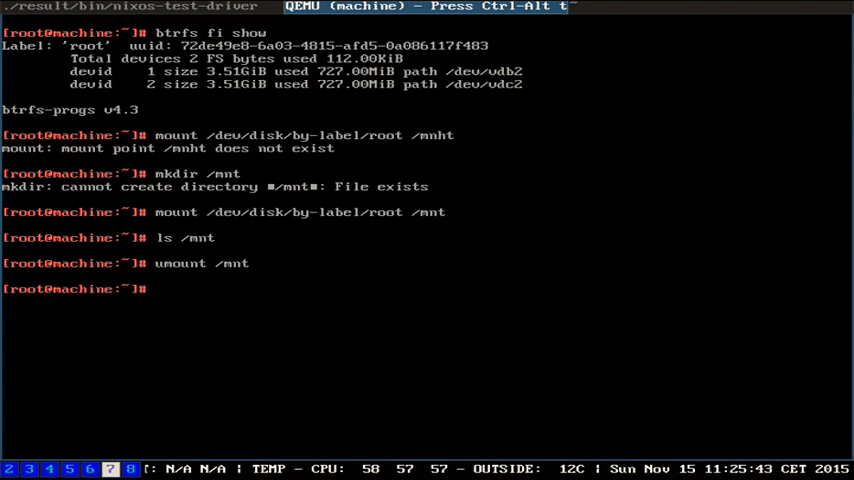 ./result/bin/nixos-test-driver QEMU (machine) - Press Ctrl-Alt t~
[root@machine:~]# btrfs fi show
Label: 'root' uuid: 72de49e8-6a03-4815-afd5-0a086117f483
Total devices 2 FS bytes used 112.00KiB
devid 1 size 3.51GiB used 727.00MiB path /dev/vdb2
devid 2 size 3.51GiB used 727.00MiB path /dev/vdc2
btrfs-progs v4.3
[root@machine:~]# mount /dev/disk/by-label/root /mnht
mount: mount point /mnht does not exist
[root@machine:~]# mkdir /mnt
mkdir: cannot create directory ■/mnt■: File exists
[root@machine:~]# mount /dev/disk/by-label/root /mnt
[root@machine:~]# ls /mnt
[root@machine:~]# umount /mnt
[root@machine:~]#
2 3 4 5 6 7 8 : N/A N/A | TEMP - CPU: 58 57 57 - OUTSIDE: 12C | Sun Nov 15 11:25:43 CET 2015